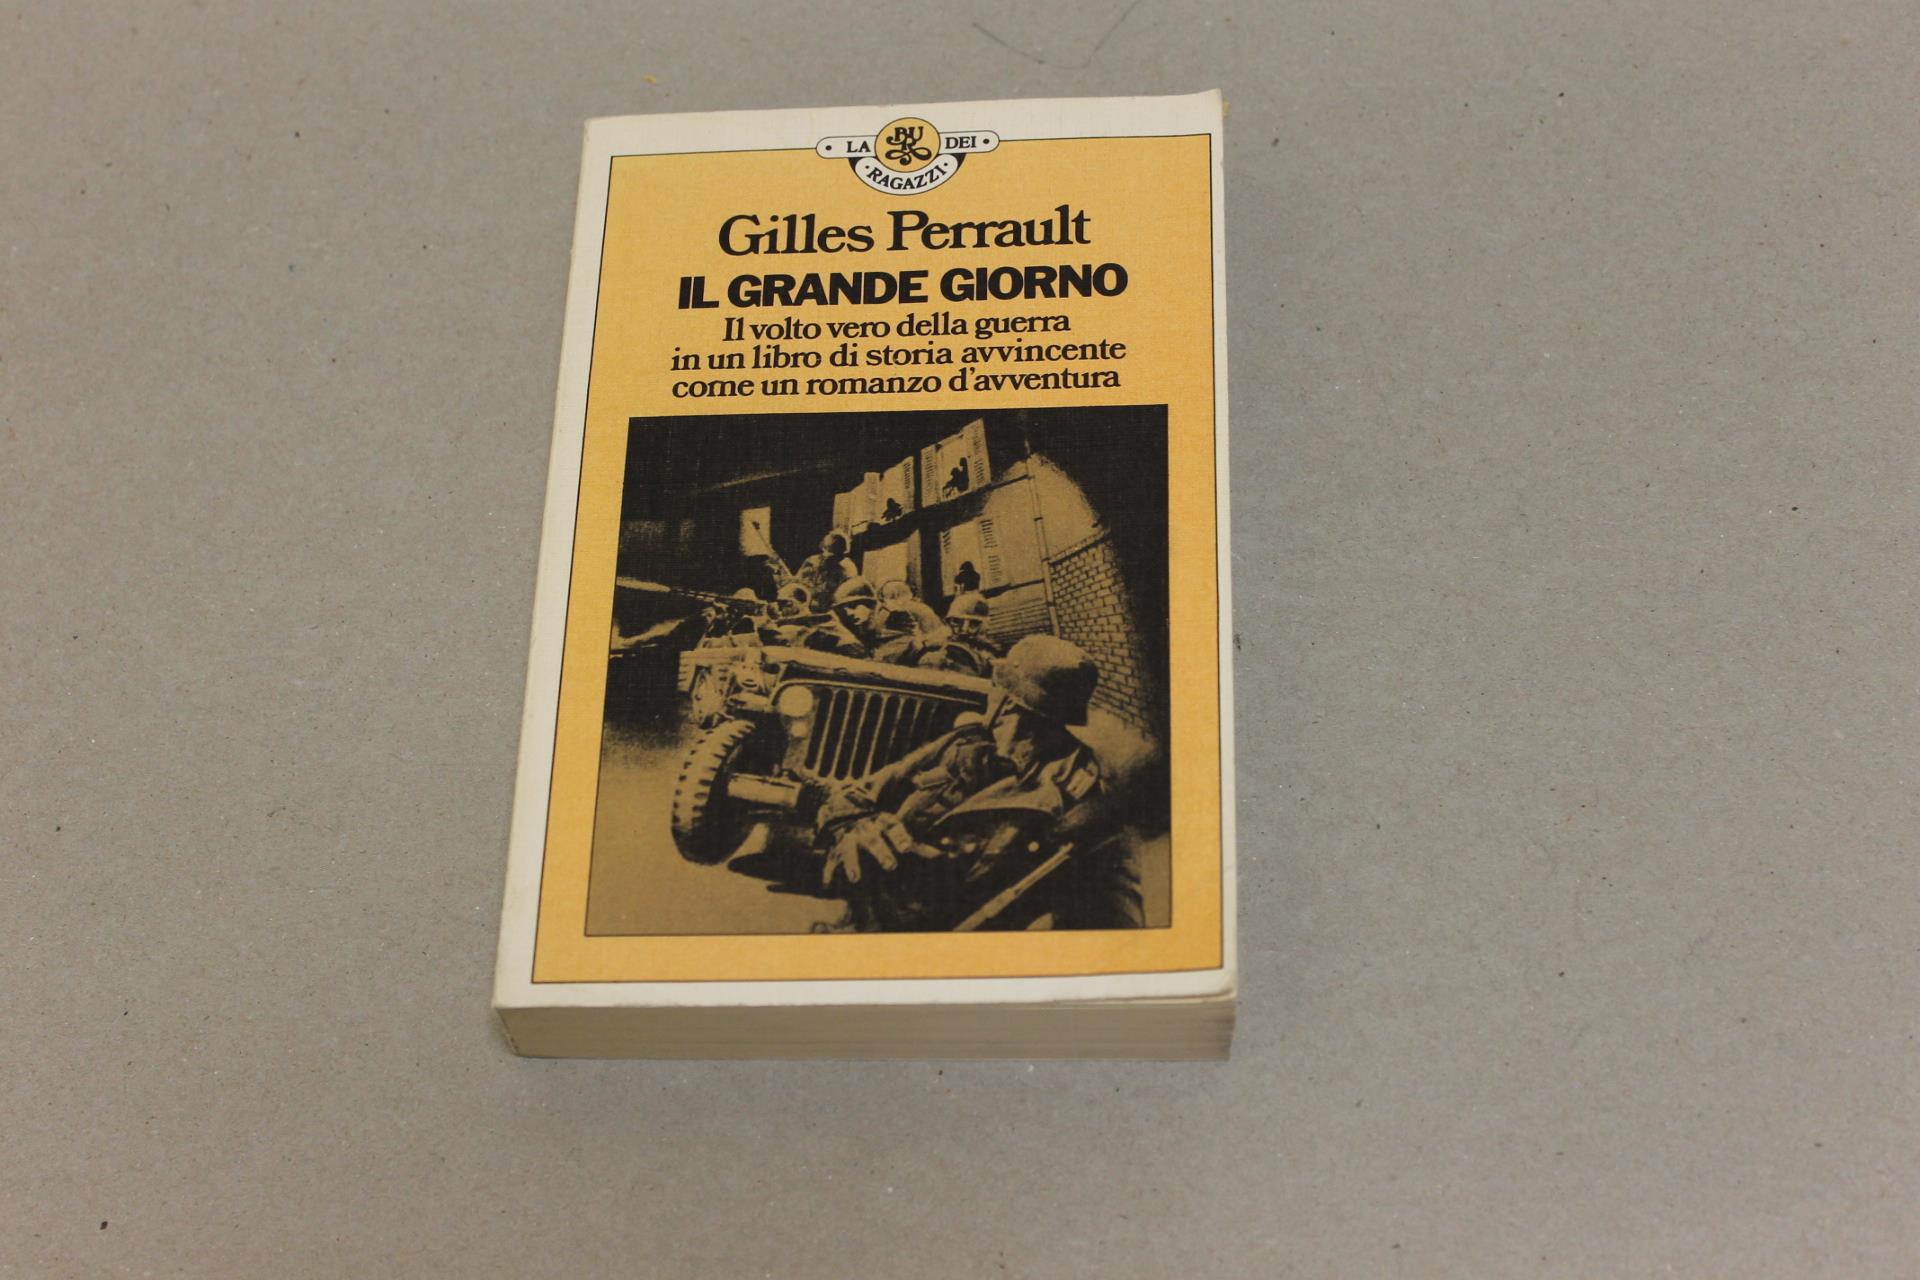 LA BUR DEI
RAGAZZI
Gilles Perrault
IL GRANDE GIORNO
Il volto vero della guerra
in un libro di storia avvincente
come un romanzo d'avventura